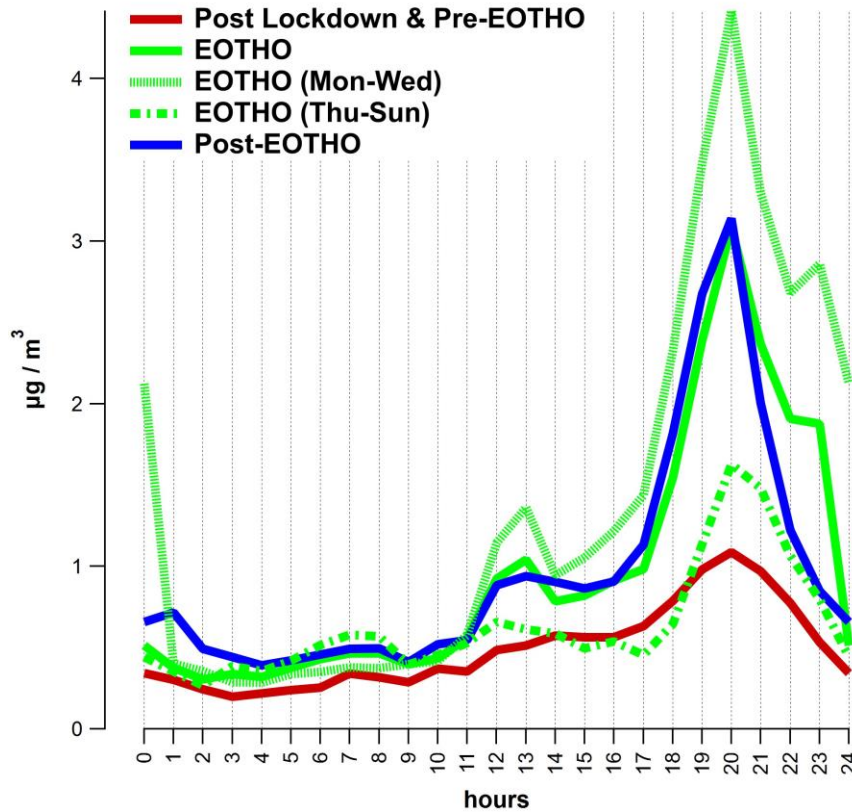 Post Lockdown & Pre-EOTHO
EOTHO
EOTHO (Mon-Wed)
EOTHO (Thu-Sun)
Post-EOTHO
4
3
2
1
0
µg / m³
0 1 2 3 4 5 6 7 8 9 10 11 12 13 14 15 16 17 18 19 20 21 22 23 24
hours